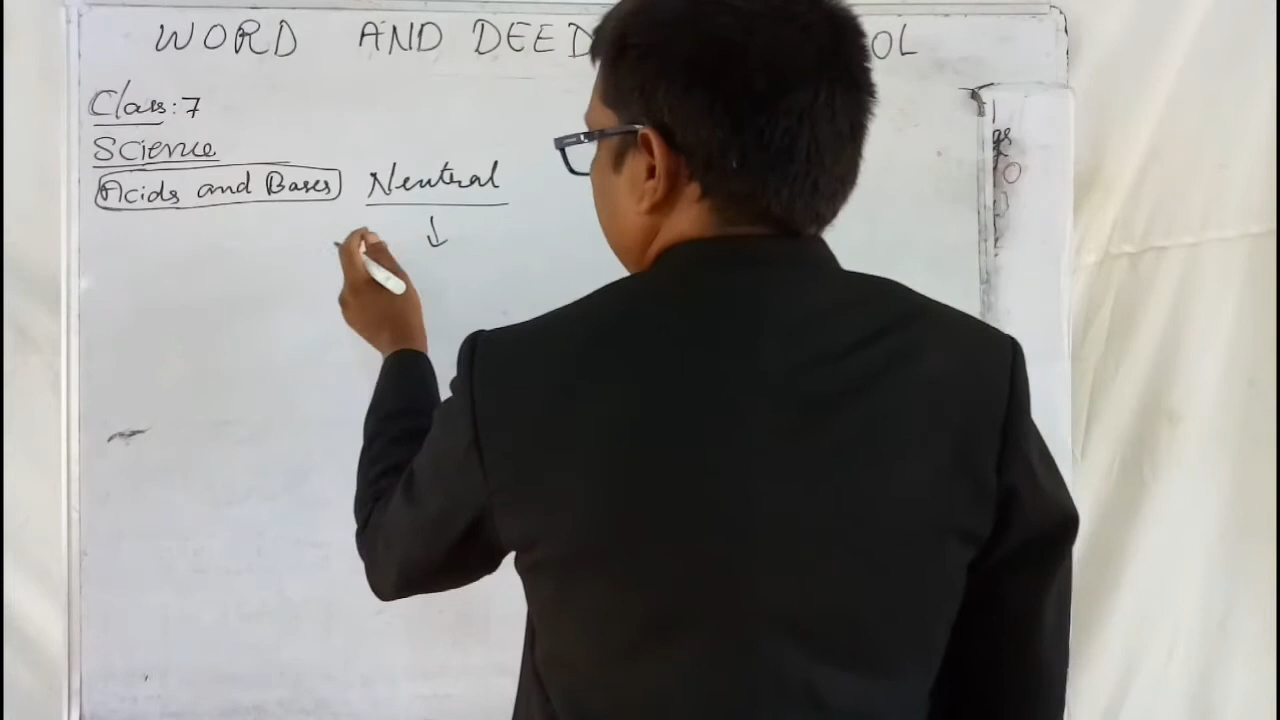 WORD AND DEED OL
Class: 7
Science
Acids and Bases Neutral
↓